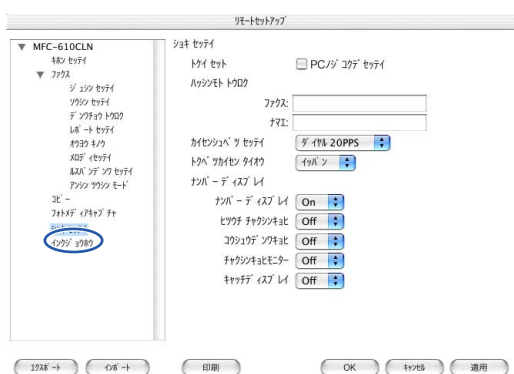 リモートセットアップ
MFC-610CLN
キホン セッテイ
ファクス
ジュシン セッテイ
ソウシン セッテイ
デンワチョウ トウロク
レポート セッテイ
オウヨウ キノウ
メロディ セッテイ
ルスバンデンワ セッテイ
アンシン ツウシン モード
コピー
フォトメディアキャプチャ
インクジョウホウ
ショキ セッテイ
トケイ セット
PCノジコクデセッテイ
ハッシンモト トウロク
ファクス:
ナマエ:
カイセンシュベツ セッテイ
ダイヤル 20PPS
トクベツカイセン タイオウ
イッパン
ナンバーディスプレイ
ナンバーディスプレイ On
ヒツウチ チャクシンキョヒ Off
コウシュウデンワキョヒ Off
チャクシンキョヒモニター Off
キャッチディスプレイ Off
エクスポート
インポート
印刷
OK
キャンセル
適用